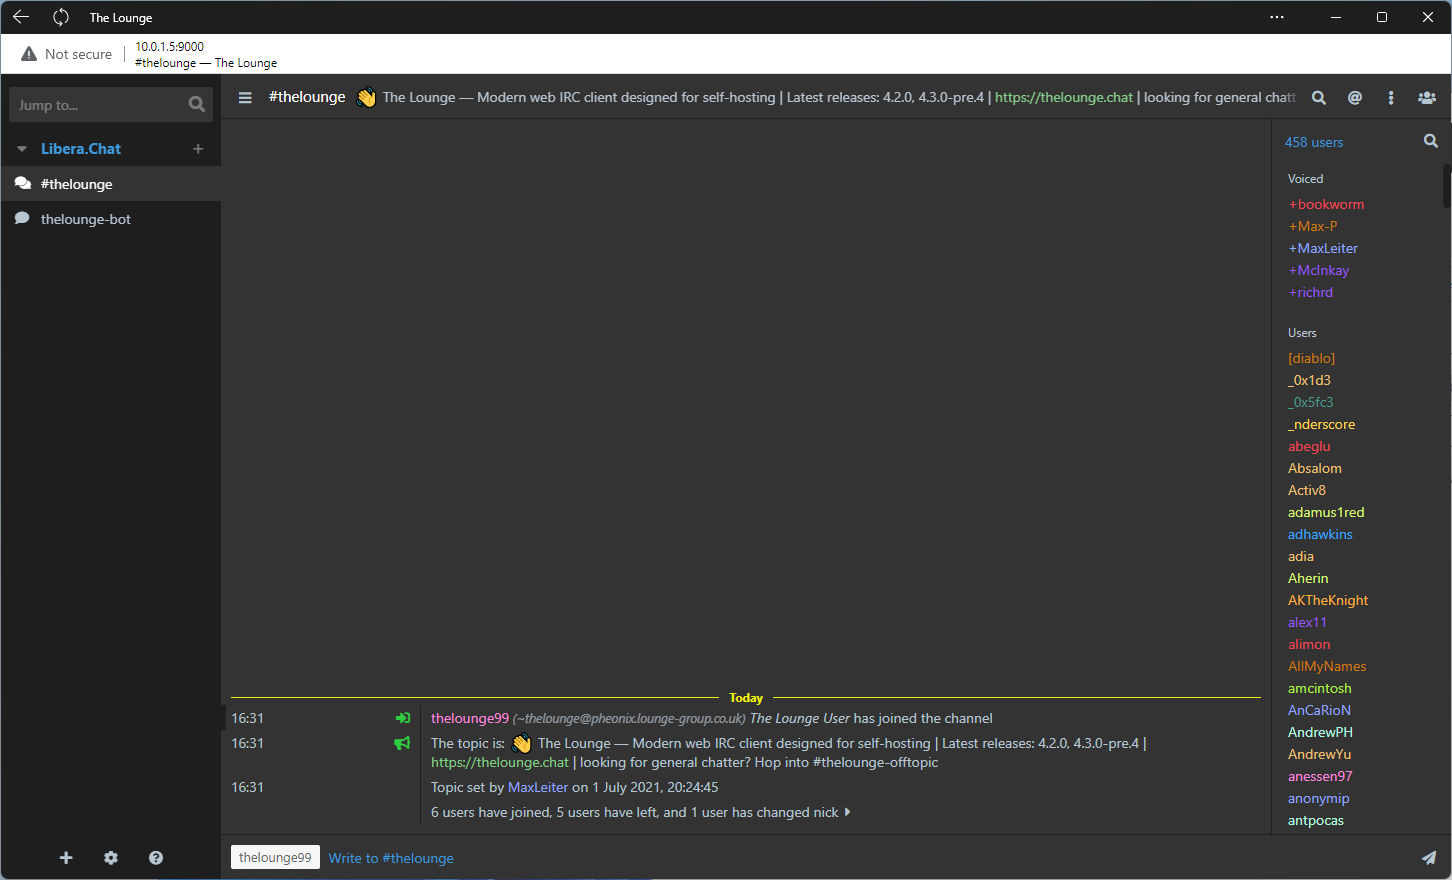 The Lounge
Not secure
10.0.1.5:9000
#thelounge — The Lounge
Jump to...
Libera.Chat
#thelounge
thelounge-bot
#thelounge 👋 The Lounge — Modern web IRC client designed for self-hosting | Latest releases: 4.2.0, 4.3.0-pre.4 | https://thelounge.chat | looking for general chatt
Today
16:31 thelounge99 (~thelounge@pheonix.lounge-group.co.uk) The Lounge User has joined the channel
16:31 The topic is: 👋 The Lounge — Modern web IRC client designed for self-hosting | Latest releases: 4.2.0, 4.3.0-pre.4 |
https://thelounge.chat | looking for general chatter? Hop into #thelounge-offtopic
16:31 Topic set by MaxLeiter on 1 July 2021, 20:24:45
6 users have joined, 5 users have left, and 1 user has changed nick
thelounge99 Write to #thelounge
458 users
Voiced
+bookworm
+Max-P
+MaxLeiter
+McInkay
+richrd
Users
[diablo]
_0x1d3
_0x5fc3
_nderscore
abeglu
Absalom
Activ8
adamus1red
adhawkins
adia
Aherin
AKTheKnight
alex11
alimon
AllMyNames
amcintosh
AnCaRioN
AndrewPH
AndrewYu
anessen97
anonymip
antpocas